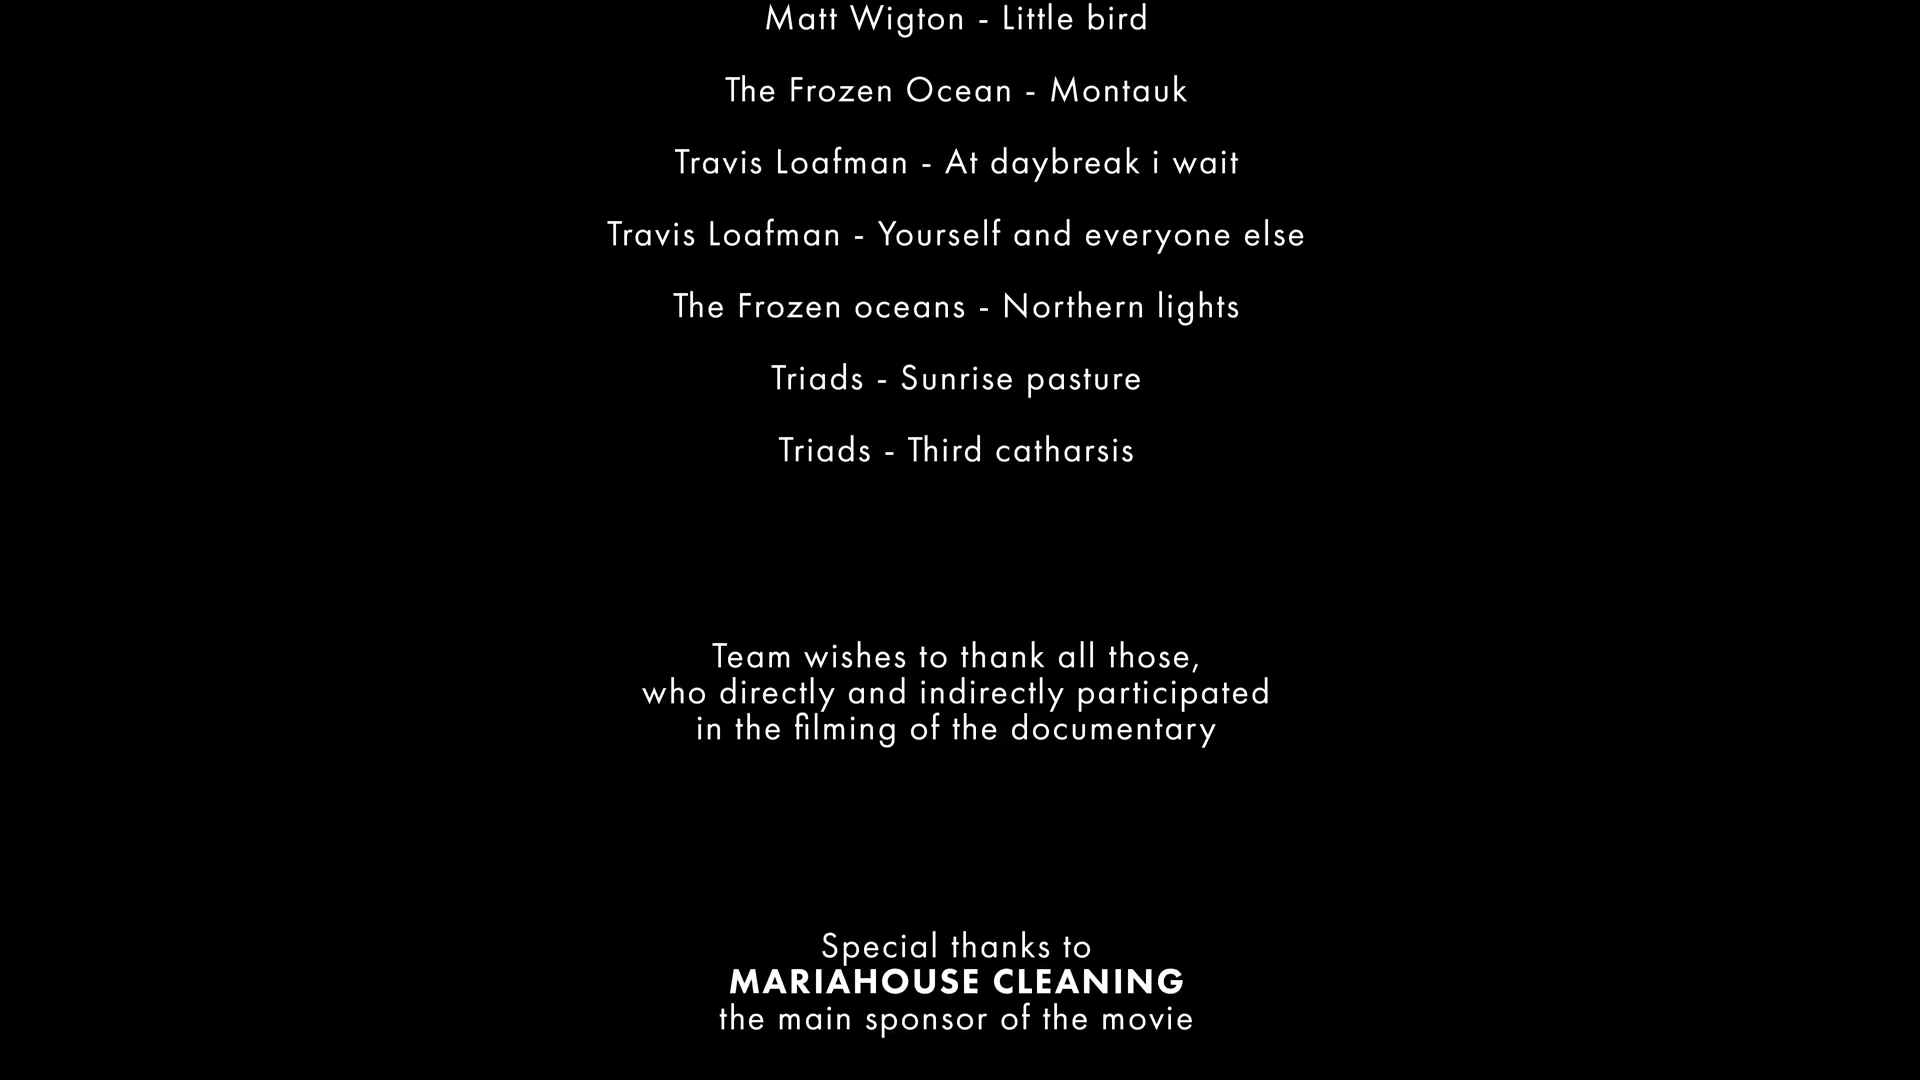 Matt Wigton - Little bird
The Frozen Ocean - Montauk
Travis Loafman - At daybreak i wait
Travis Loafman - Yourself and everyone else
The Frozen oceans - Northern lights
Triads - Sunrise pasture
Triads - Third catharsis
Team wishes to thank all those,
who directly and indirectly participated
in the filming of the documentary
Special thanks to
MARIAHOUSE CLEANING
the main sponsor of the movie